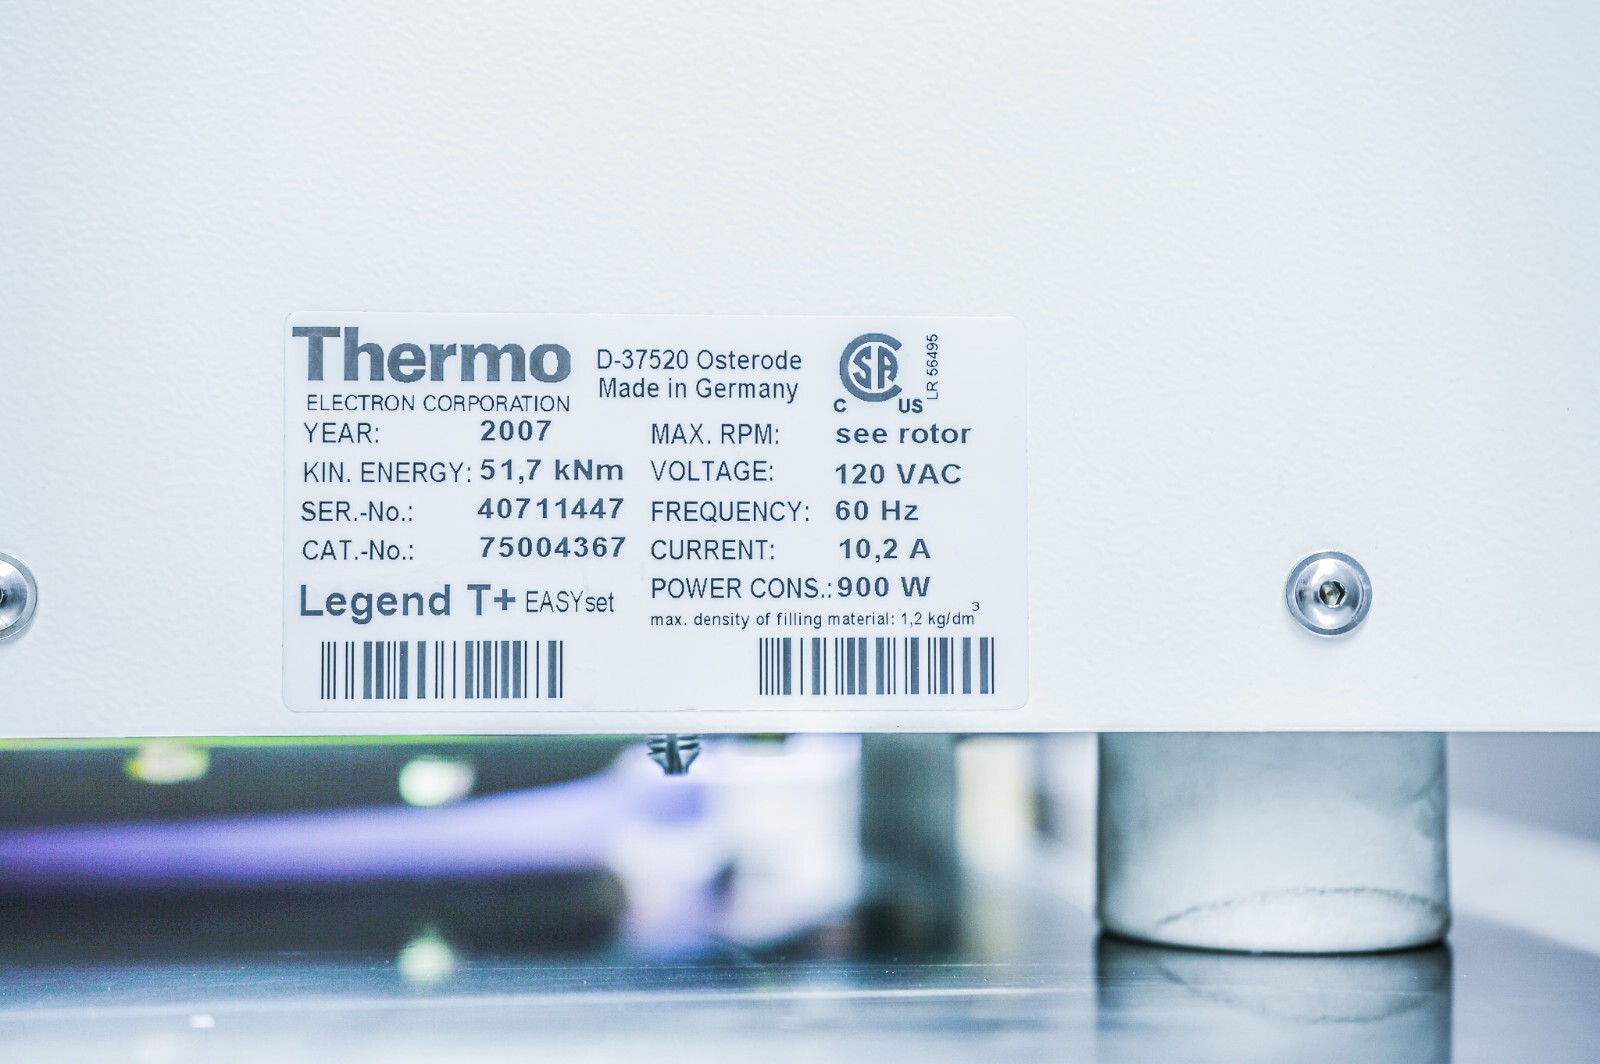 Thermo
ELECTRON CORPORATION
D-37520 Osterode
Made in Germany
CSA
C US
LR 56495
YEAR: 2007
KIN. ENERGY: 51,7 kNm
SER.-No.: 40711447
CAT.-No.: 75004367
Legend T+ EASYset
MAX. RPM: see rotor
VOLTAGE: 120 VAC
FREQUENCY: 60 Hz
CURRENT: 10,2 A
POWER CONS.: 900 W
max. density of filling material: 1,2 kg/dm³